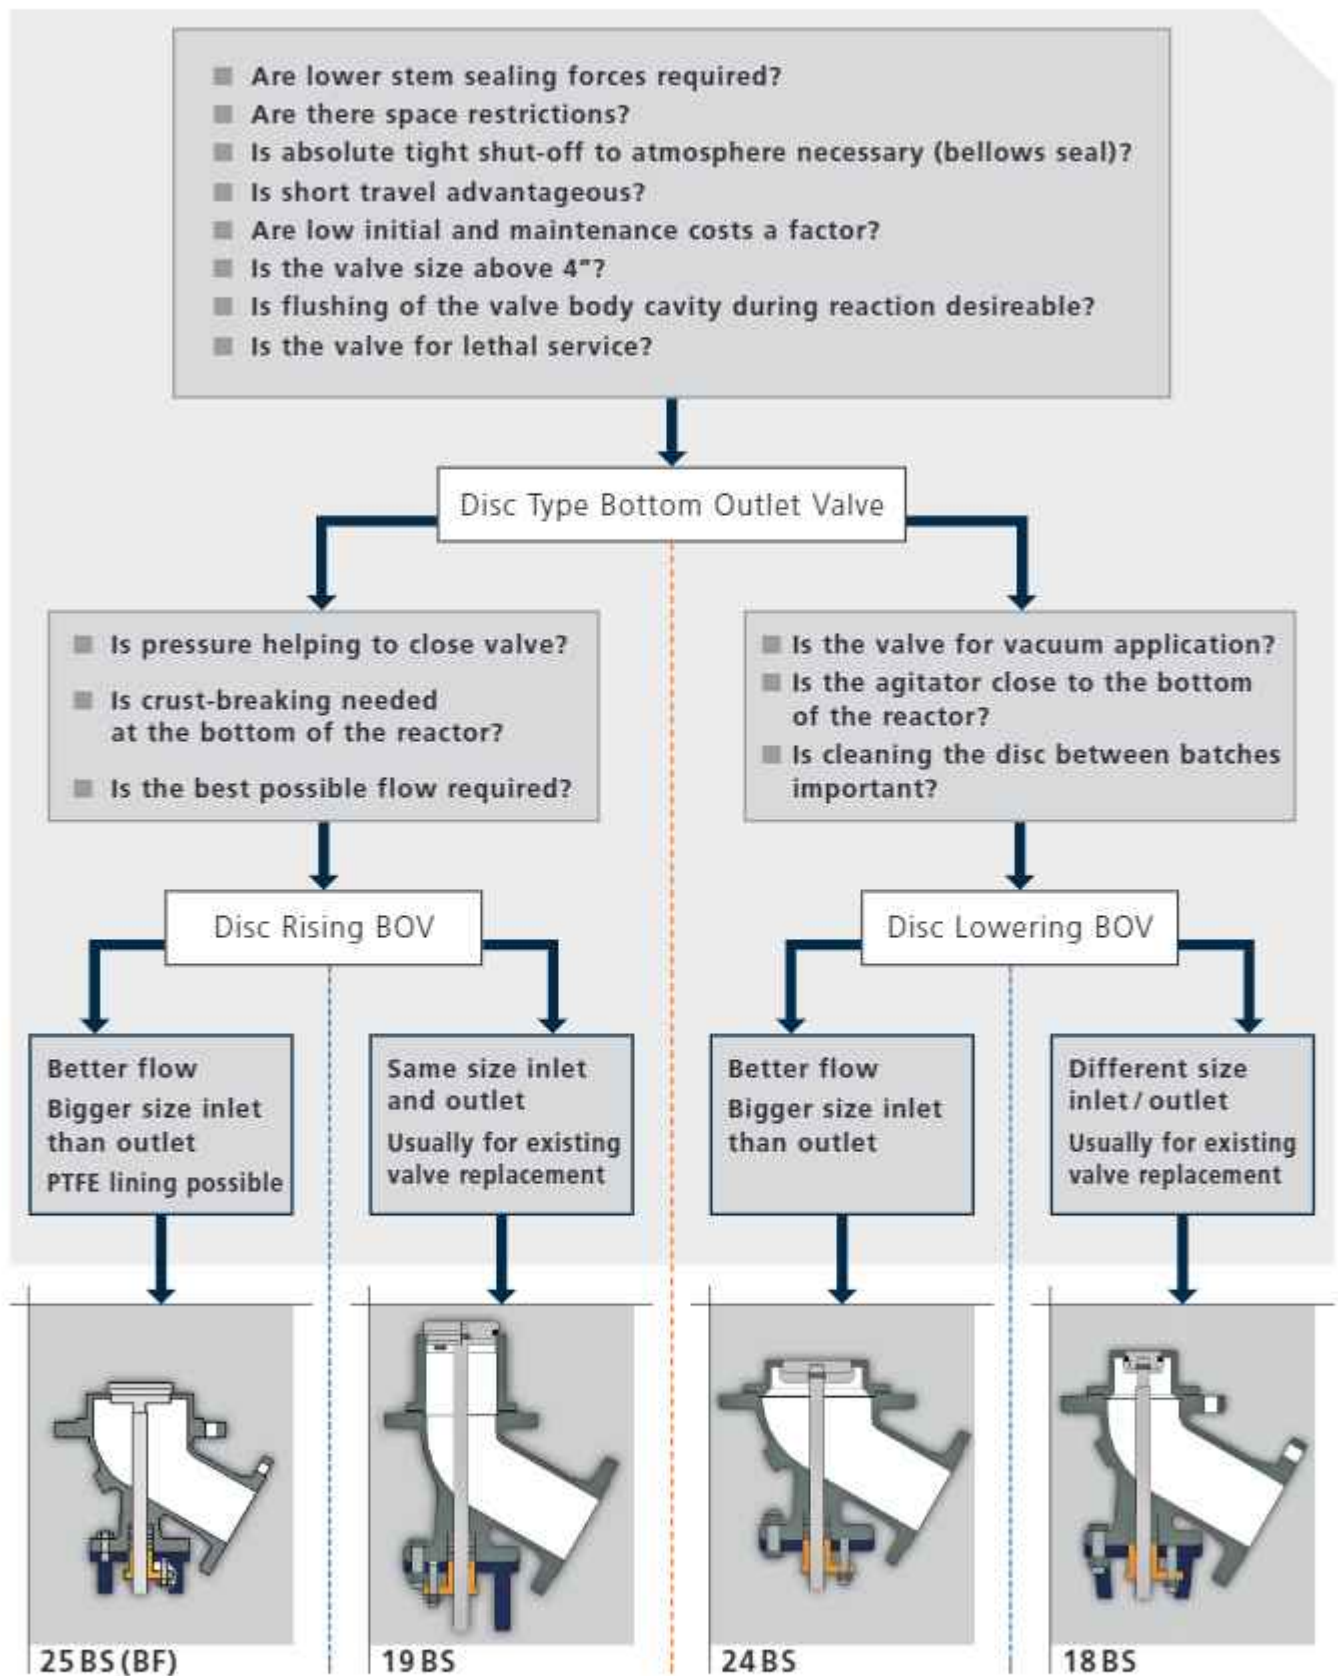 Are lower stem sealing forces required?
Are there space restrictions?
Is absolute tight shut-off to atmosphere necessary (bellows seal)?
Is short travel advantageous?
Are low initial and maintenance costs a factor?
Is the valve size above 4"?
Is flushing of the valve body cavity during reaction desireable?
Is the valve for lethal service?
Disc Type Bottom Outlet Valve
Is pressure helping to close valve?
Is crust-breaking needed
at the bottom of the reactor?
Is the best possible flow required?
Is the valve for vacuum application?
Is the agitator close to the bottom
of the reactor?
Is cleaning the disc between batches
important?
Disc Rising BOV
Disc Lowering BOV
Better flow
Bigger size inlet
than outlet
PTFE lining possible
Same size inlet
and outlet
Usually for existing
valve replacement
Better flow
Bigger size inlet
than outlet
Different size
inlet / outlet
Usually for existing
valve replacement
25 BS (BF)
19 BS
24 BS
18 BS